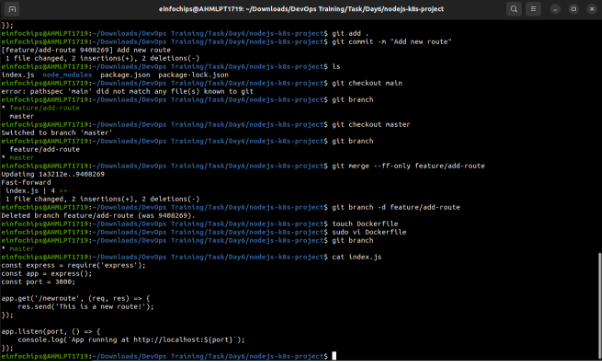 einfochips@AHMLPT1719: ~/Downloads/DevOps Training/Task/Day6/nodejs-k8s-project
});
einfochips@AHMLPT1719:~/Downloads/DevOps Training/Task/Day6/nodejs-k8s-project$ git add .
einfochips@AHMLPT1719:~/Downloads/DevOps Training/Task/Day6/nodejs-k8s-project$ git commit -m "Add new route"
[feature/add-route 9408269] Add new route
 1 file changed, 2 insertions(+), 2 deletions(-)
einfochips@AHMLPT1719:~/Downloads/DevOps Training/Task/Day6/nodejs-k8s-project$ ls
index.js  node_modules  package.json  package-lock.json
einfochips@AHMLPT1719:~/Downloads/DevOps Training/Task/Day6/nodejs-k8s-project$ git checkout main
error: pathspec 'main' did not match any file(s) known to git
einfochips@AHMLPT1719:~/Downloads/DevOps Training/Task/Day6/nodejs-k8s-project$ git branch
* feature/add-route
  master
einfochips@AHMLPT1719:~/Downloads/DevOps Training/Task/Day6/nodejs-k8s-project$ git checkout master
Switched to branch 'master'
einfochips@AHMLPT1719:~/Downloads/DevOps Training/Task/Day6/nodejs-k8s-project$ git branch
  feature/add-route
* master
einfochips@AHMLPT1719:~/Downloads/DevOps Training/Task/Day6/nodejs-k8s-project$ git merge --ff-only feature/add-route
Updating 1a3212e..9408269
Fast-forward
 index.js | 4 ++--
 1 file changed, 2 insertions(+), 2 deletions(-)
einfochips@AHMLPT1719:~/Downloads/DevOps Training/Task/Day6/nodejs-k8s-project$ git branch -d feature/add-route
Deleted branch feature/add-route (was 9408269).
einfochips@AHMLPT1719:~/Downloads/DevOps Training/Task/Day6/nodejs-k8s-project$ touch Dockerfile
einfochips@AHMLPT1719:~/Downloads/DevOps Training/Task/Day6/nodejs-k8s-project$ sudo vi Dockerfile
einfochips@AHMLPT1719:~/Downloads/DevOps Training/Task/Day6/nodejs-k8s-project$ git branch
* master
einfochips@AHMLPT1719:~/Downloads/DevOps Training/Task/Day6/nodejs-k8s-project$ cat index.js
const express = require('express');
const app = express();
const port = 3000;
app.get('/newroute', (req, res) => {
    res.send('This is a new route!');
});
app.listen(port, () => {
    console.log(`App running at http://localhost:${port}`);
});
einfochips@AHMLPT1719:~/Downloads/DevOps Training/Task/Day6/nodejs-k8s-project$